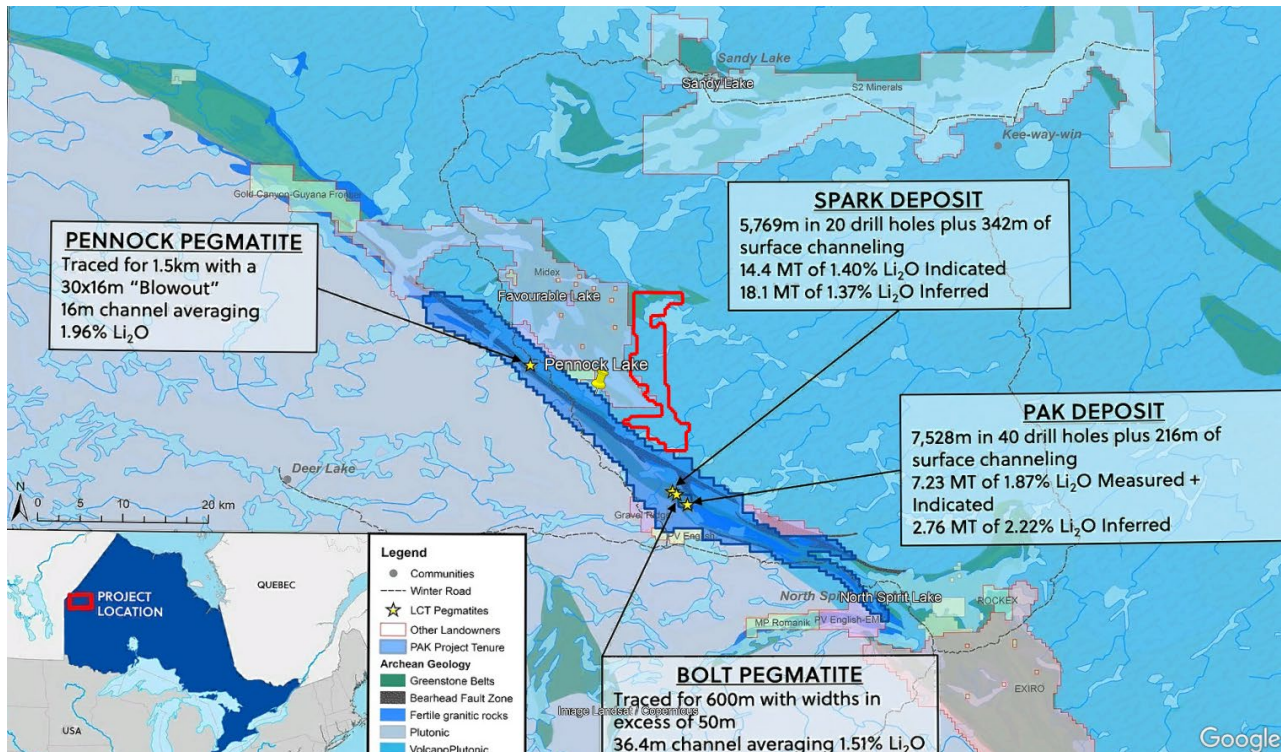 Sandy Lake
Sandy Lake
S2 Minerals
Kee-way-win
Gold Canyon-Guyana Frontier
SPARK DEPOSIT
5,769m in 20 drill holes plus 342m of
surface channeling
14.4 MT of 1.40% Li₂O Indicated
18.1 MT of 1.37% Li₂O Inferred
PENNOCK PEGMATITE
Traced for 1.5km with a
30x16m “Blowout”
16m channel averaging
1.96% Li₂O
Midex
Favourable Lake
Pennock Lake
PAK DEPOSIT
7,528m in 40 drill holes plus 216m of
surface channeling
7.23 MT of 1.87% Li₂O Measured +
Indicated
2.76 MT of 2.22% Li₂O Inferred
Deer Lake
N
0 5 10 20 km
Gravel Ridge
PV English
North Spirit Lake
North Spi
ROCKEX
MP Romanik
PV English-EML
EXIRO
BOLT PEGMATITE
Traced for 600m with widths in
excess of 50m
36.4m channel averaging 1.51% Li₂O
Image Landsat / Copernicus
Google
PROJECT
LOCATION
QUEBEC
USA
Legend
Communities
Winter Road
LCT Pegmatites
Other Landowners
PAK Project Tenure
Archean Geology
Greenstone Belts
Bearhead Fault Zone
Fertile granitic rocks
Plutonic
VolcanoPlutonic